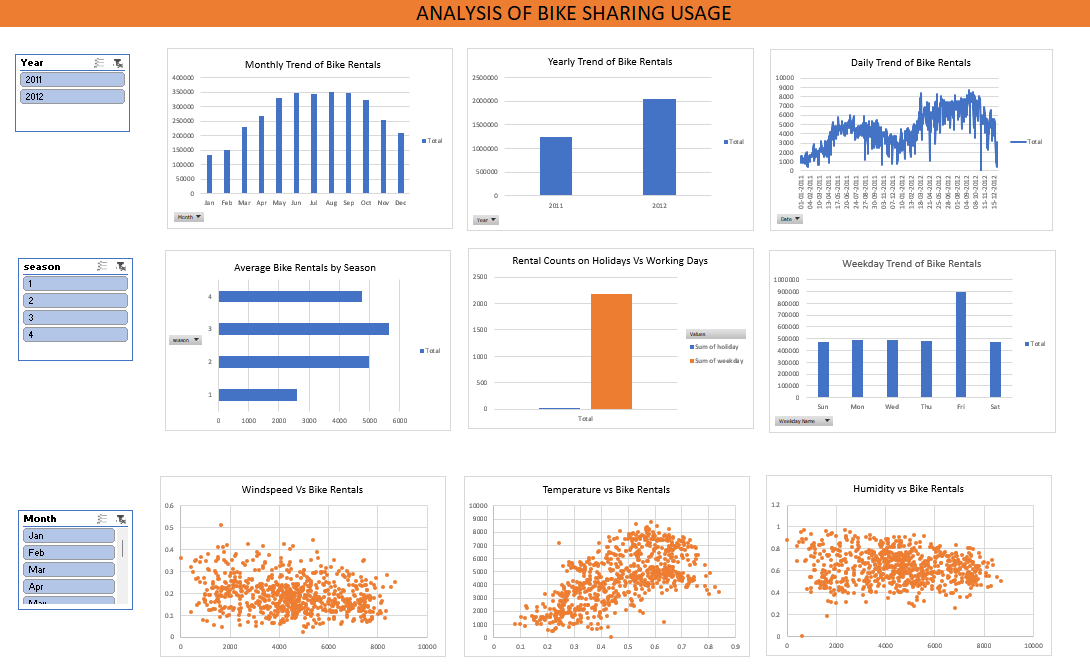 ANALYSIS OF BIKE SHARING USAGE
Year
2011
2012
Monthly Trend of Bike Rentals
400000
350000
300000
250000
200000
150000
100000
50000
0
Jan Feb Mar Apr May Jun Jul Aug Sep Oct Nov Dec
Total
Month
Yearly Trend of Bike Rentals
2500000
2000000
1500000
1000000
500000
0
2011 2012
Total
Year
Daily Trend of Bike Rentals
10000
9000
8000
7000
6000
5000
4000
3000
2000
1000
0
01-01-2011
04-02-2011
10-03-2011
13-04-2011
17-05-2011
20-06-2011
24-07-2011
27-08-2011
30-09-2011
03-11-2011
07-12-2011
10-01-2012
13-02-2012
18-03-2012
21-04-2012
25-05-2012
28-06-2012
01-08-2012
04-09-2012
08-10-2012
11-11-2012
15-12-2012
Total
Date
season
1
2
3
4
Average Bike Rentals by Season
4
3
2
1
0 1000 2000 3000 4000 5000 6000
season
Total
Rental Counts on Holidays Vs Working Days
2500
2000
1500
1000
500
0
Total
Values
Sum of holiday
Sum of weekday
Weekday Trend of Bike Rentals
1000000
900000
800000
700000
600000
500000
400000
300000
200000
100000
0
Sun Mon Wed Thu Fri Sat
Total
Weekday Name
Month
Jan
Feb
Mar
Apr
May
Windspeed Vs Bike Rentals
0.6
0.5
0.4
0.3
0.2
0.1
0
0 2000 4000 6000 8000 10000
Temperature vs Bike Rentals
10000
9000
8000
7000
6000
5000
4000
3000
2000
1000
0
0 0.1 0.2 0.3 0.4 0.5 0.6 0.7 0.8 0.9
Humidity vs Bike Rentals
1.2
1
0.8
0.6
0.4
0.2
0
0 2000 4000 6000 8000 10000